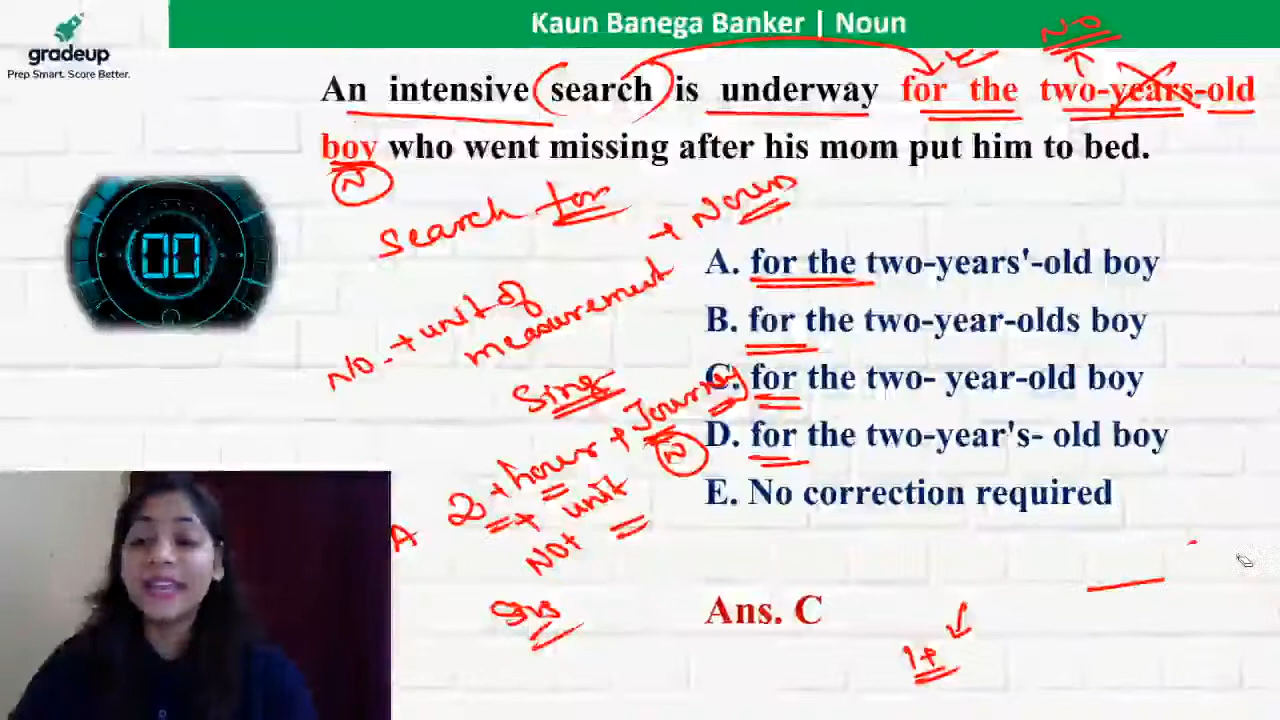 Kaun Banega Banker | Noun
gradeup
Prep Smart. Score Better.
No
An intensive search is underway for the two-years-old
boy who went missing after his mom put him to bed.
N
Search for
No. + unit of
measurement + Noun
Sing
A 2 + hour + Journey
N
No + unit
00
A. for the two-years'-old boy
B. for the two-year-olds boy
C. for the two- year-old boy
D. for the two-year's- old boy
E. No correction required
Ans. C